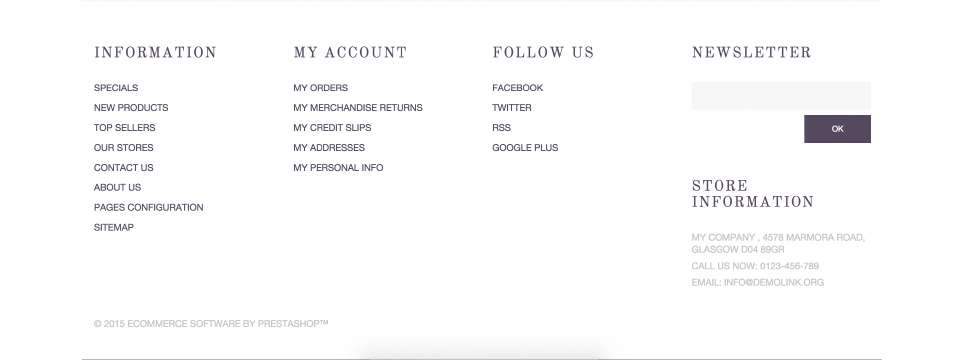 INFORMATION
SPECIALS
NEW PRODUCTS
TOP SELLERS
OUR STORES
CONTACT US
ABOUT US
PAGES CONFIGURATION
SITEMAP
MY ACCOUNT
MY ORDERS
MY MERCHANDISE RETURNS
MY CREDIT SLIPS
MY ADDRESSES
MY PERSONAL INFO
FOLLOW US
FACEBOOK
TWITTER
RSS
GOOGLE PLUS
NEWSLETTER
OK
STORE
INFORMATION
MY COMPANY , 4578 MARMORA ROAD,
GLASGOW D04 89GR
CALL US NOW: 0123-456-789
EMAIL: INFO@DEMOLINK.ORG
© 2015 ECOMMERCE SOFTWARE BY PRESTASHOP™